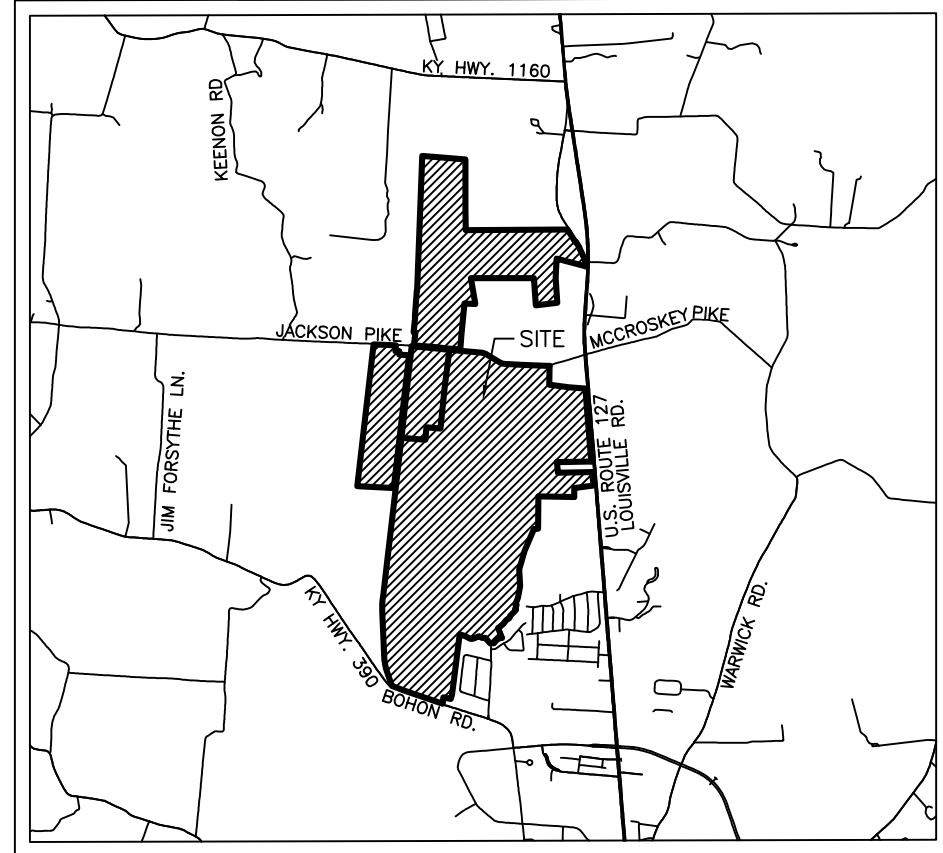 KY. HWY. 1160
KEENON RD
JACKSON PIKE
SITE
MCCROSKEY PIKE
JIM FORSYTHE LN.
U.S. ROUTE 127
LOUISVILLE RD.
KY HWY. 390
BOHON RD.
WARWICK RD.